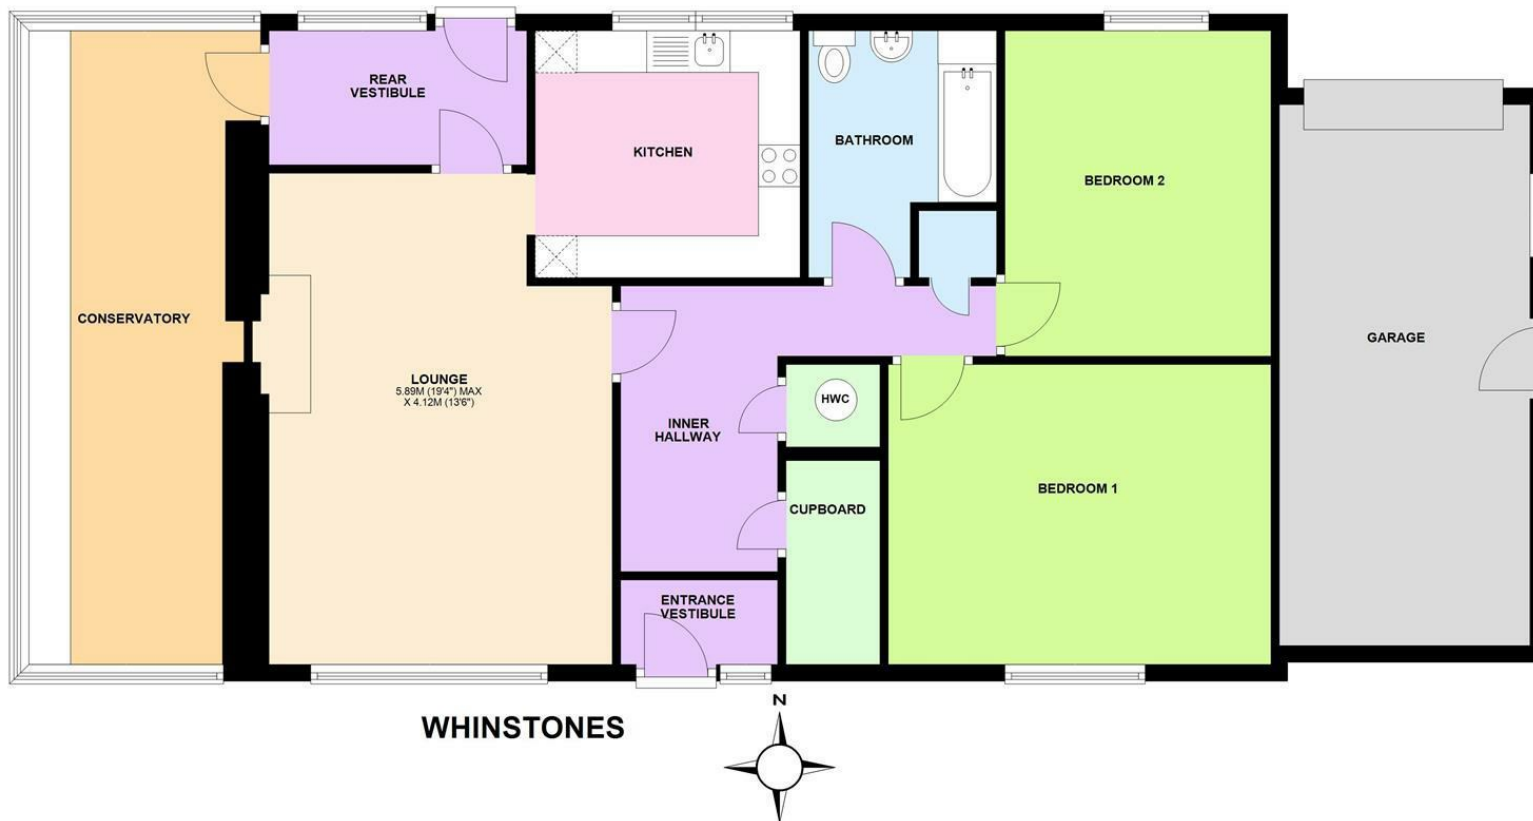 REAR
VESTIBULE
KITCHEN
BATHROOM
BEDROOM 2
CONSERVATORY
GARAGE
LOUNGE
5.89M (19'4") MAX
X 4.12M (13'6")
HWC
INNER
HALLWAY
BEDROOM 1
CUPBOARD
ENTRANCE
VESTIBULE
WHINSTONES
N